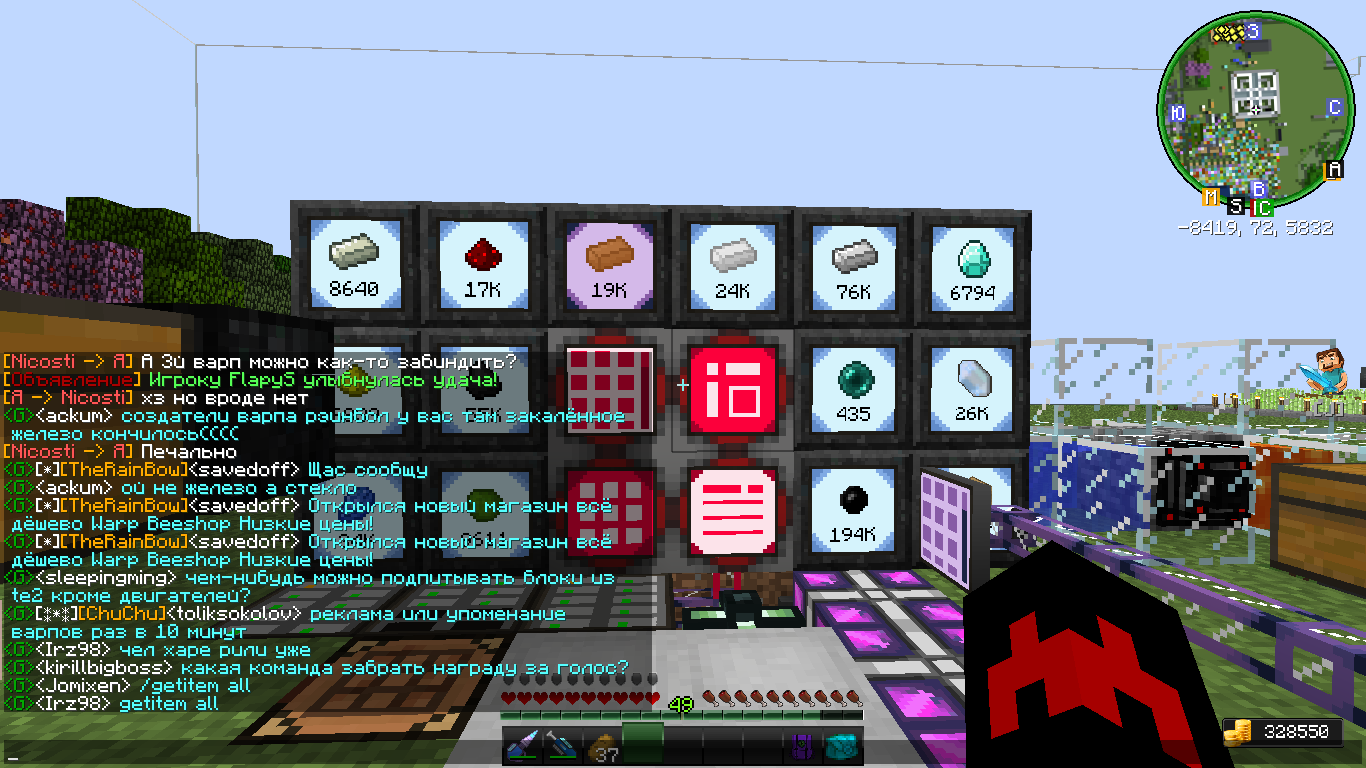 З
Ю
С
A
М
В
S
С
-8419, 72, 5832
8640
17K
19K
24K
76K
6794
[Nicosti -> Я] А 3й варп можно как-то забиндить?
[Объявление] Игроку FlapyS улыбнулась удача!
[Я -> Nicosti] хз но вроде нет
435
26K
<G><ackum> создатели варпа рэинбол у вас там закалённое
железо кончилось((((
[Nicosti -> Я] Печально
<G>[*][TheRainBow]<savedoff> Щас сообщу
<G><ackum> ой не железо а стекло
<G>[*][TheRainBow]<savedoff> Открылся новый магазин всё
дёшево Warp Beeshop Низкие цены!
194K
<G>[*][TheRainBow]<savedoff> Открылся новый магазин всё
дёшево Warp Beeshop Низкие цены!
<G><sleepingming> чем-нибудь можно подпитывать блоки из
te2 кроме двигателей?
<G>[***][ChuChu]<toliksokolov> реклама или упоменание
варпов раз в 10 минут
<G><Irz98> чел харе рили уже
<G><kirillbigboss> какая команда забрать награду за голос?
<G><Jomixen> /getitem all
<G><Irz98> getitem all
49
37
328550